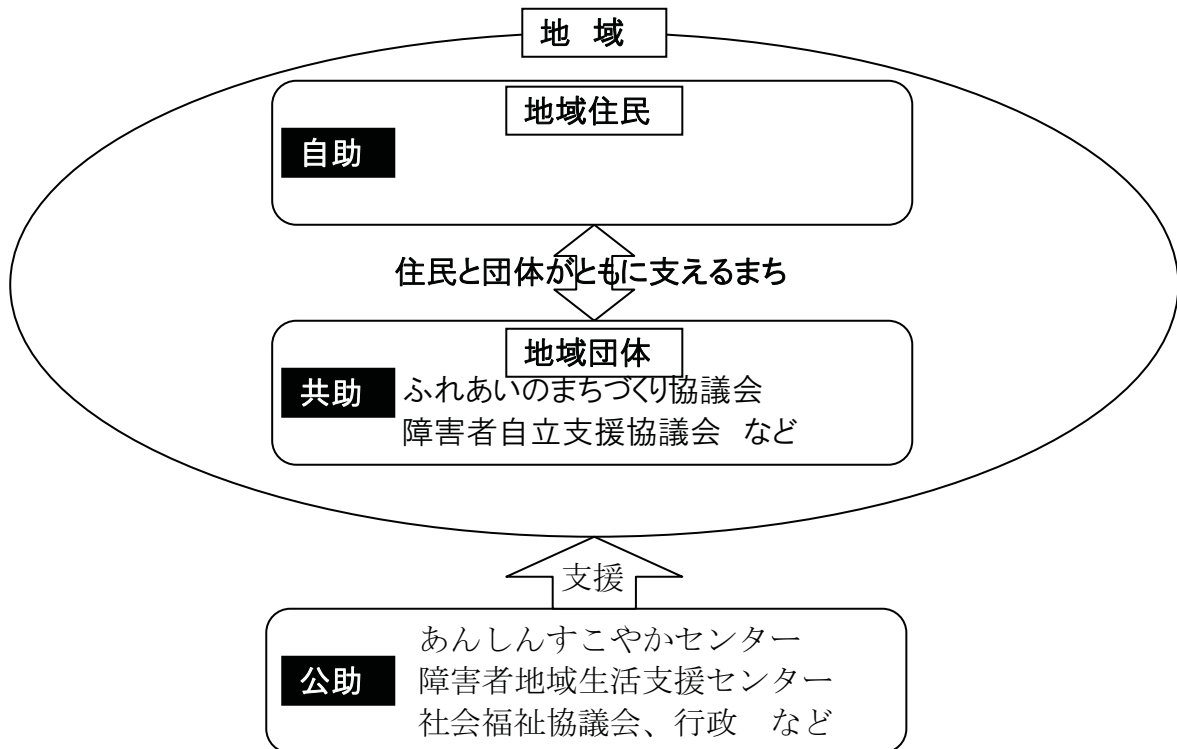 地 域
地域住民
自助
住民と団体がともに支えるまち
地域団体
共助
ふれあいのまちづくり協議会
障害者自立支援協議会 など
支援
公助
あんしんすこやかセンター
障害者地域生活支援センター
社会福祉協議会、行政 など